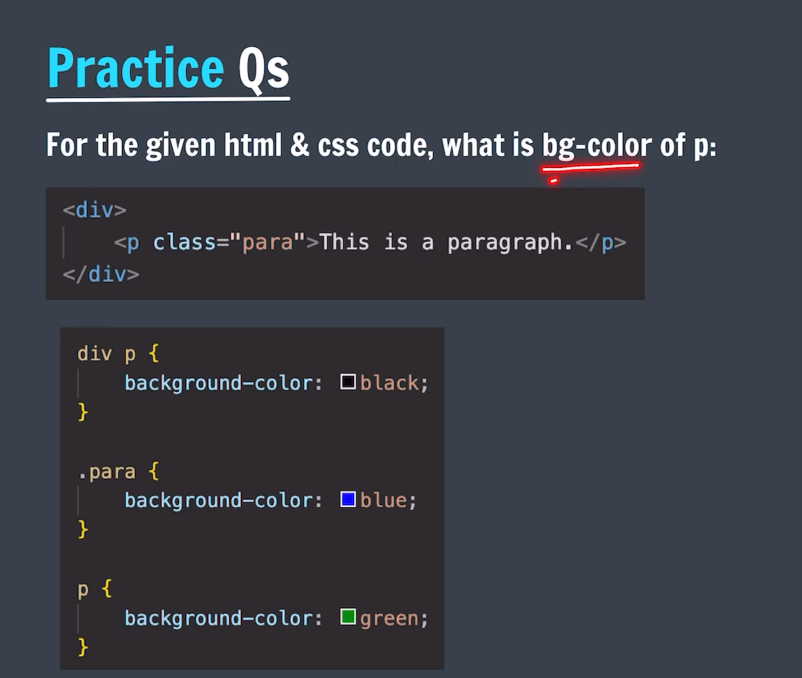 Practice Qs
For the given html & css code, what is bg-color of p:
<div>
<p class="para">This is a paragraph.</p>
</div>
div p {
background-color: black;
}
.para {
background-color: blue;
}
p {
background-color: green;
}